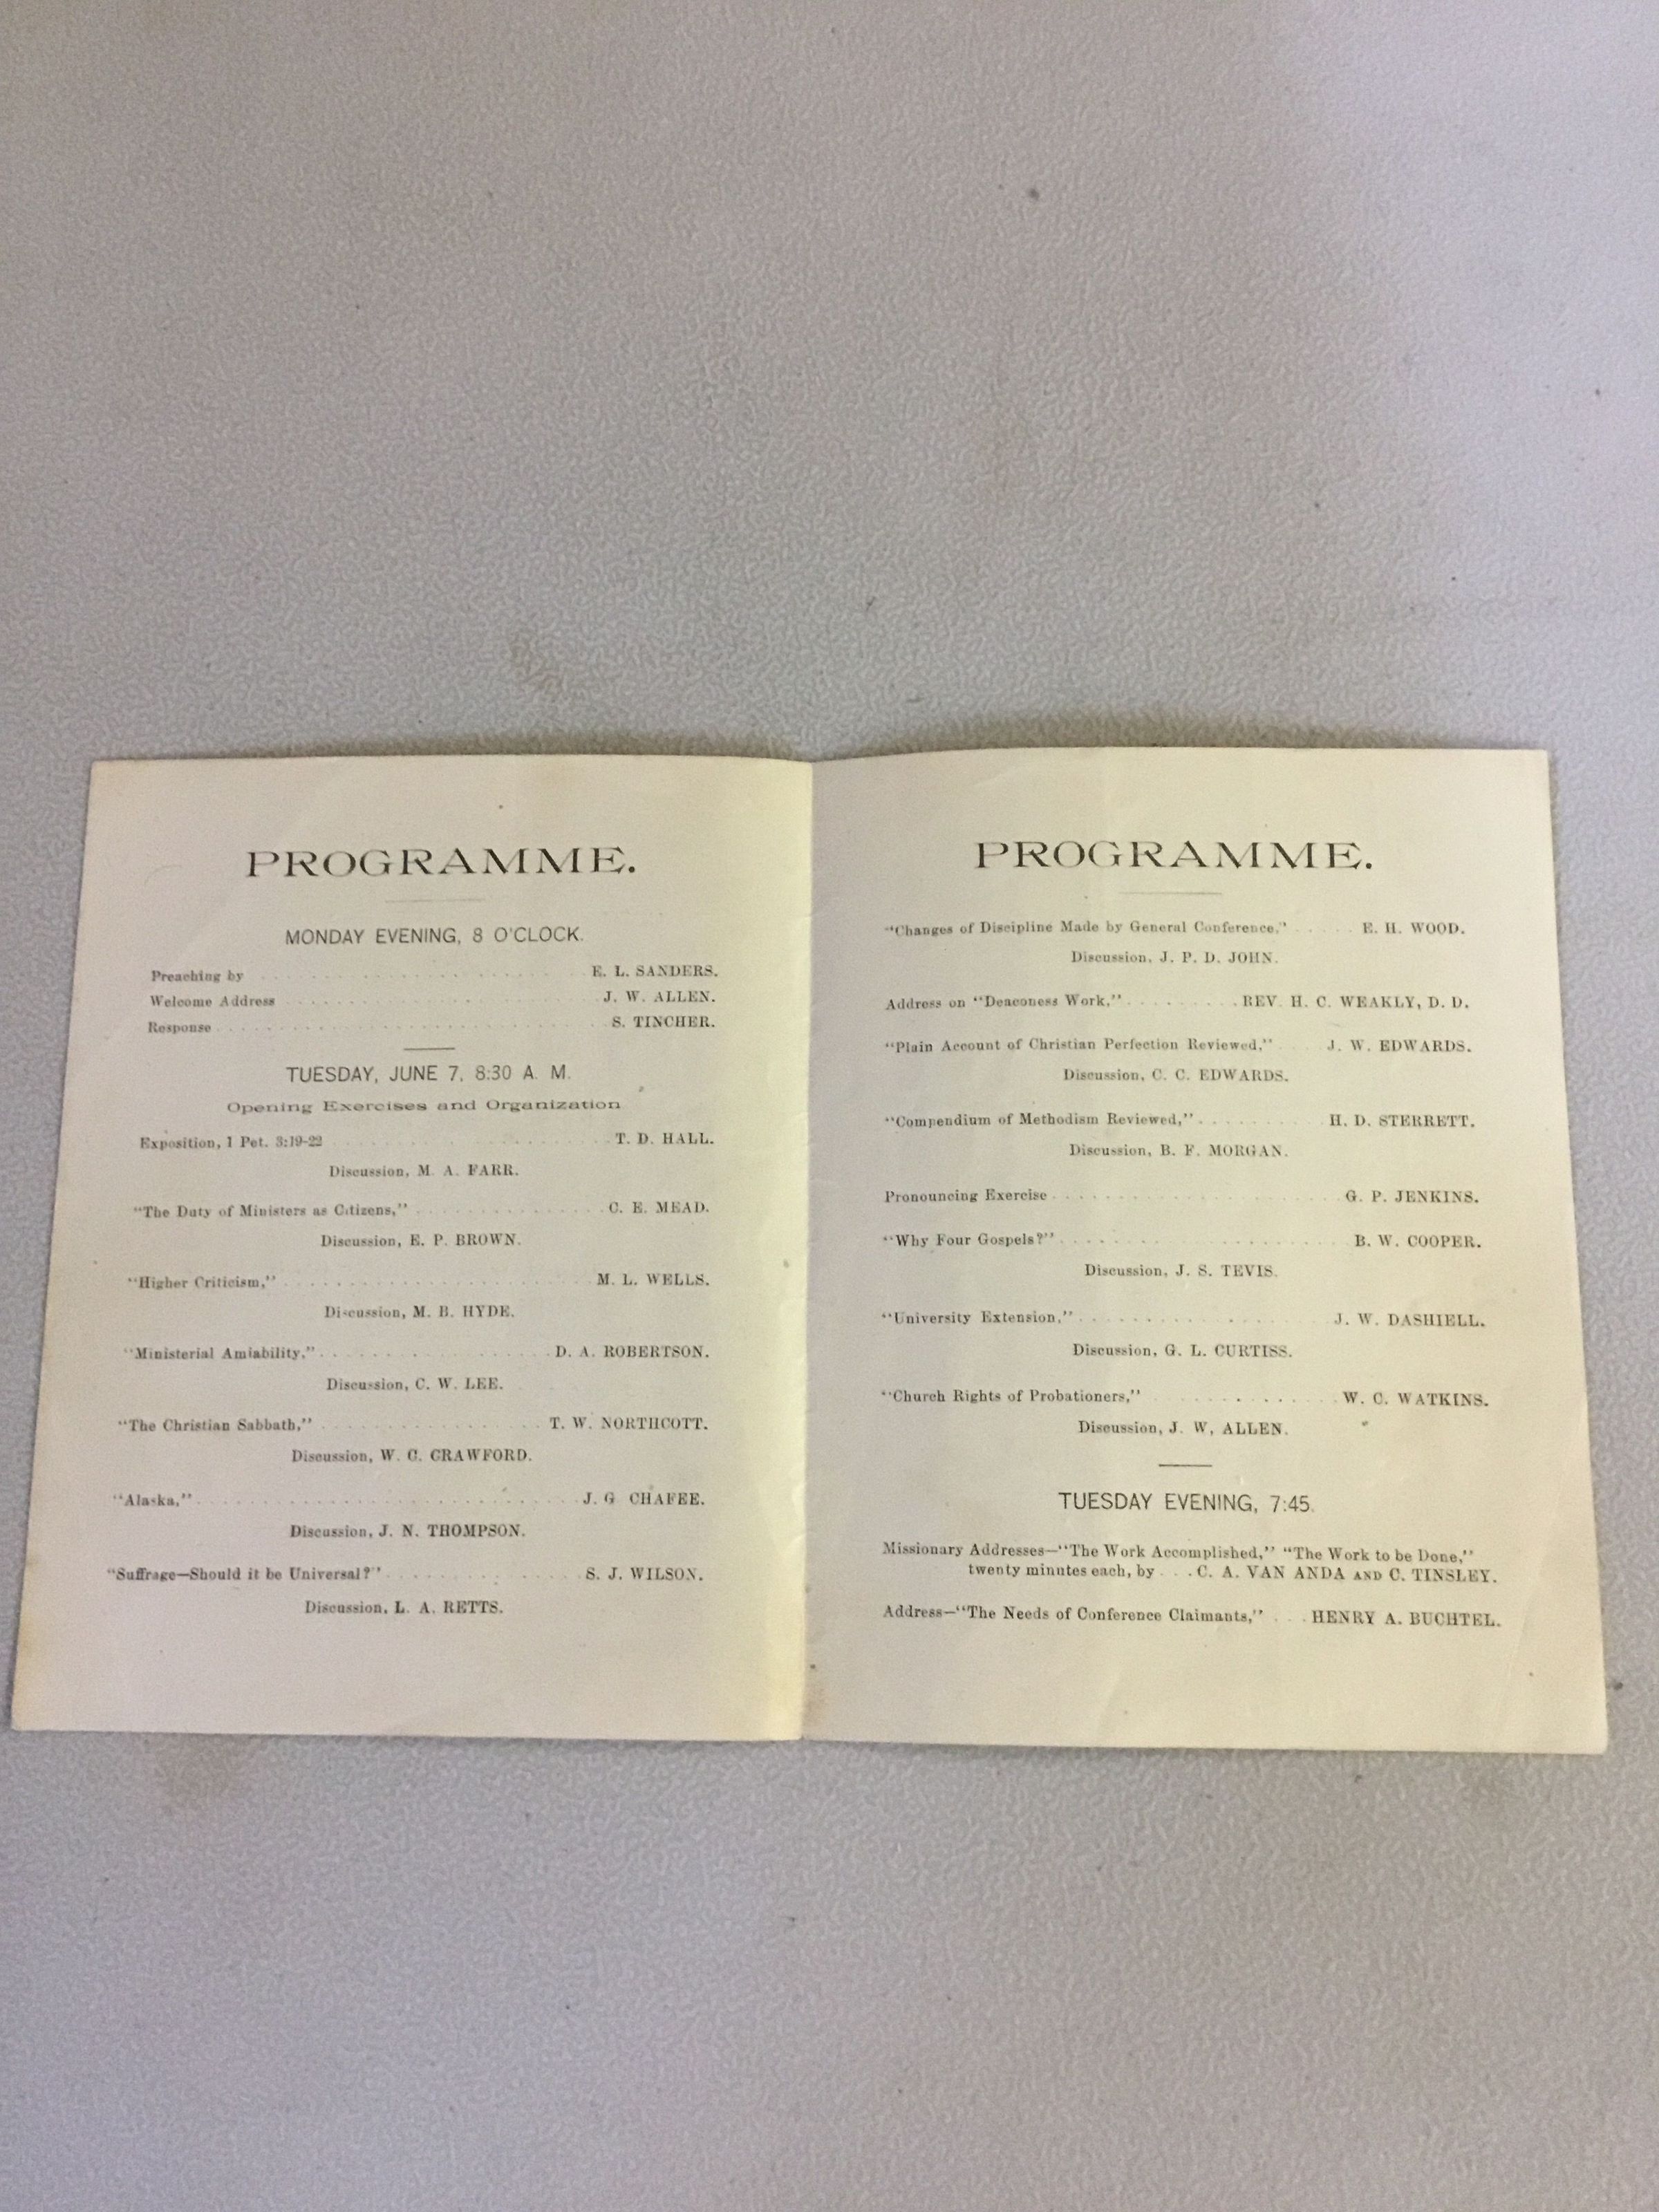 PROGRAMME.
MONDAY EVENING, 8 O'CLOCK.
Preaching by . . . . . . . . . . E. L. SANDERS.
Welcome Address . . . . . . . . . . J. W. ALLEN.
Response . . . . . . . . . . S. TINCHER.
TUESDAY, JUNE 7, 8:30 A. M.
Opening Exercises and Organization
Exposition, 1 Pet. 3:19-22 . . . . . . . . . . T. D. HALL.
Discussion, M. A. FARR.
"The Duty of Ministers as Citizens," . . . . . . . . . . C. E. MEAD.
Discussion, E. P. BROWN.
"Higher Criticism," . . . . . . . . . . M. L. WELLS.
Discussion, M. B. HYDE.
"Ministerial Amiability," . . . . . . . . . . D. A. ROBERTSON.
Discussion, C. W. LEE.
"The Christian Sabbath," . . . . . . . . . . T. W. NORTHCOTT.
Discussion, W. G. CRAWFORD.
"Alaska," . . . . . . . . . . J. G CHAFEE.
Discussion, J. N. THOMPSON.
"Suffrage—Should it be Universal?" . . . . . . . . . . S. J. WILSON.
Discussion, L. A. RETTS.
PROGRAMME.
"Changes of Discipline Made by General Conference," . . . . . E. H. WOOD.
Discussion, J. P. D. JOHN.
Address on "Deaconess Work," . . . . . . . . . REV. H. C. WEAKLY, D. D.
"Plain Account of Christian Perfection Reviewed," . . . J. W. EDWARDS.
Discussion, C. C. EDWARDS.
"Compendium of Methodism Reviewed," . . . . . . . . . H. D. STERRETT.
Discussion, B. F. MORGAN.
Pronouncing Exercise . . . . . . . . . . G. P. JENKINS.
"Why Four Gospels?" . . . . . . . . . . B. W. COOPER.
Discussion, J. S. TEVIS.
"University Extension," . . . . . . . . . . J. W. DASHIELL.
Discussion, G. L. CURTISS.
"Church Rights of Probationers," . . . . . . . . . . W. C. WATKINS.
Discussion, J. W, ALLEN.
TUESDAY EVENING, 7:45.
Missionary Addresses—"The Work Accomplished," "The Work to be Done,"
twenty minutes each, by . . . C. A. VAN ANDA AND C. TINSLEY.
Address—"The Needs of Conference Claimants," . . . HENRY A. BUCHTEL.